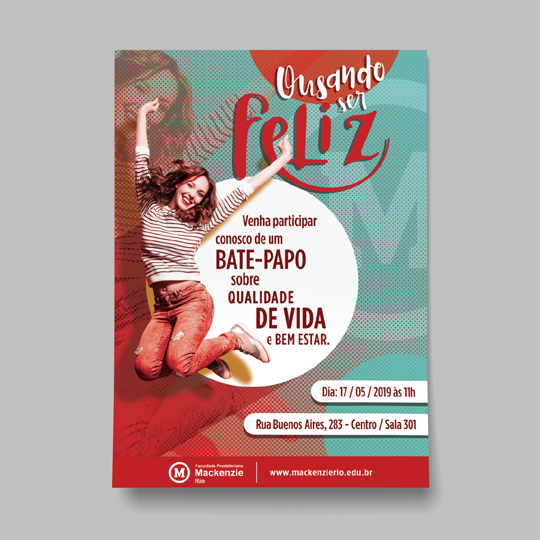 Ousando
ser
feliz
M
Venha participar
conosco de um
BATE-PAPO
sobre
QUALIDADE
DE VIDA
e BEM ESTAR.
Dia: 17 / 05 / 2019 às 11h
Rua Buenos Aires, 283 - Centro / Sala 301
M
Faculdade Presbiteriana
Mackenzie
Rio
www.mackenzierio.edu.br